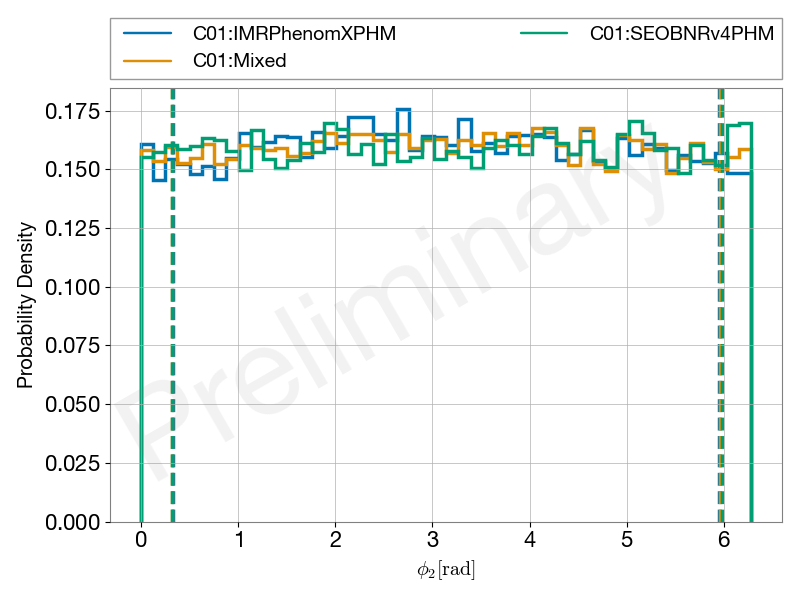 C01:IMRPhenomXPHM
C01:Mixed
C01:SEOBNRv4PHM
0.175
0.150
0.125
0.100
0.075
0.050
0.025
0.000
Probability Density
Preliminary
0 1 2 3 4 5 6
ϕ₂[rad]